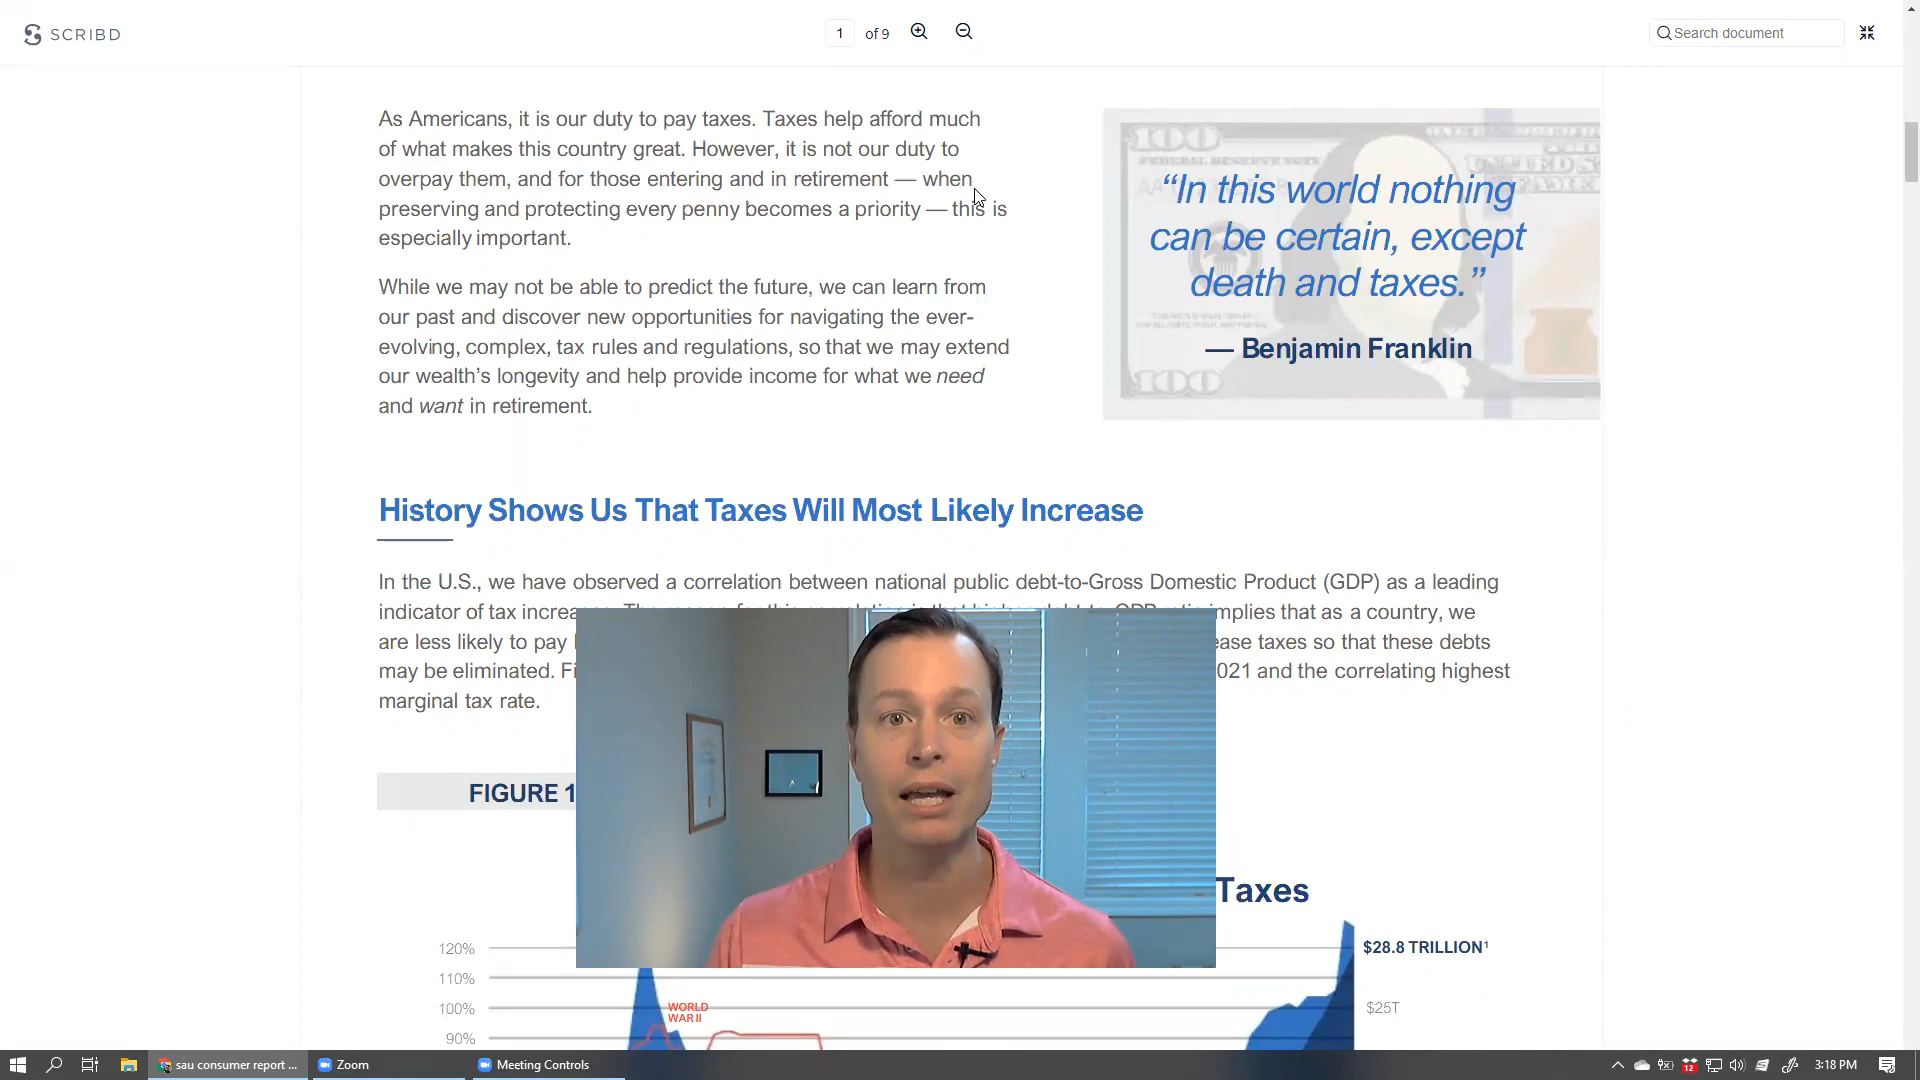 SCRIBD
1 of 9
Search document
As Americans, it is our duty to pay taxes. Taxes help afford much
of what makes this country great. However, it is not our duty to
overpay them, and for those entering and in retirement — when
preserving and protecting every penny becomes a priority — this is
especially important.
While we may not be able to predict the future, we can learn from
our past and discover new opportunities for navigating the ever-
evolving, complex, tax rules and regulations, so that we may extend
our wealth’s longevity and help provide income for what we need
and want in retirement.
100
FEDERAL RESERVE NOTE
“In this world nothing
can be certain, except
death and taxes.”
— Benjamin Franklin
100
History Shows Us That Taxes Will Most Likely Increase
In the U.S., we have observed a correlation between national public debt-to-Gross Domestic Product (GDP) as a leading
indicator of tax implies that as a country, we
are less likely to pay taxes so that these debts
may be eliminated. 2021 and the correlating highest
marginal tax rate.
FIGURE 1
Taxes
120%
110%
100%
90%
WORLD
WAR II
$28.8 TRILLION¹
$25T
sau consumer report ...
Zoom
Meeting Controls
12
3:18 PM